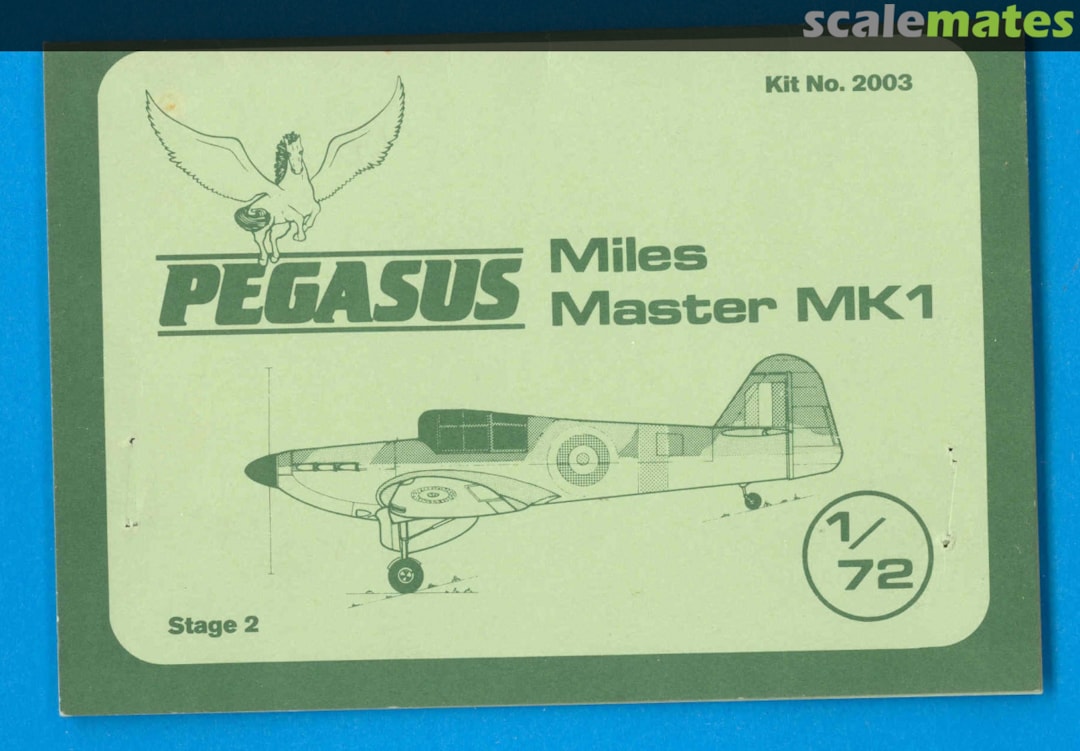 scalemates
Kit No. 2003
PEGASUS
Miles
Master MK1
1/
72
Stage 2